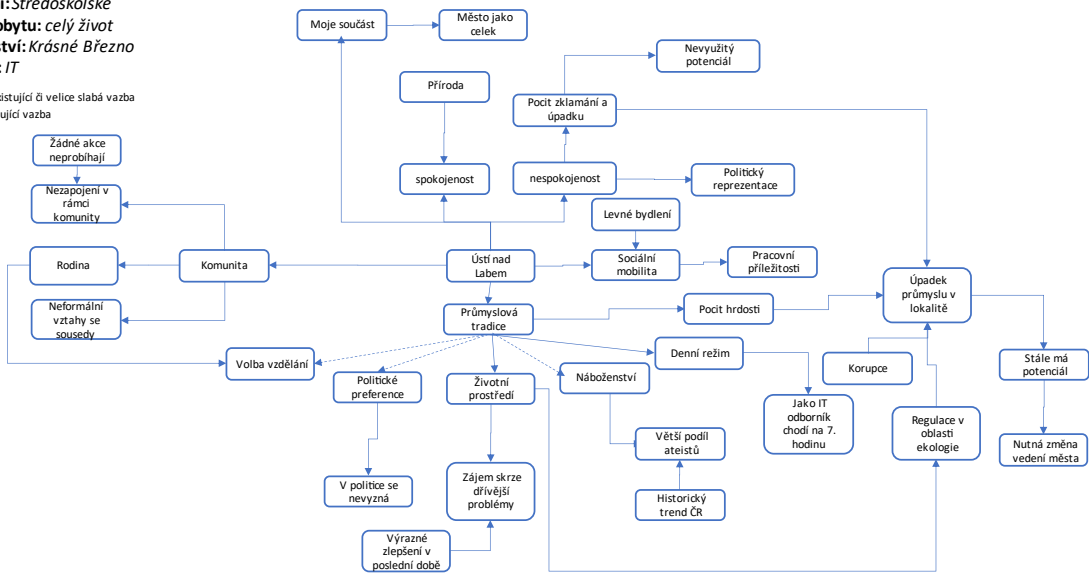 Středoškolské
celý život
Krásné Březno
IT
či velice slabá vazba
vazba
Moje součást
Město jako
celek
Nevyužitý
potenciál
Příroda
Pocit zklamání a
úpadku
Žádné akce
neprobíhají
Nezapojení v
rámci
komunity
spokojenost
nespokojenost
Politický
reprezentace
Levné bydlení
Rodina
Komunita
Ústí nad
Labem
Sociální
mobilita
Pracovní
příležitosti
Úpadek
průmyslu v
lokalitě
Neformální
vztahy se
sousedy
Průmyslová
tradice
Pocit hrdosti
Volba vzdělání
Politické
preference
Životní
prostředí
Náboženství
Denní režim
Korupce
Stále má
potenciál
Jako IT
odborník
chodí na 7.
hodinu
Regulace v
oblasti
ekologie
Nutná změna
vedení města
Větší podíl
ateistů
V politice se
nevyzná
Zájem skrze
dřívější
problémy
Historický
trend ČR
Výrazné
zlepšení v
poslední době